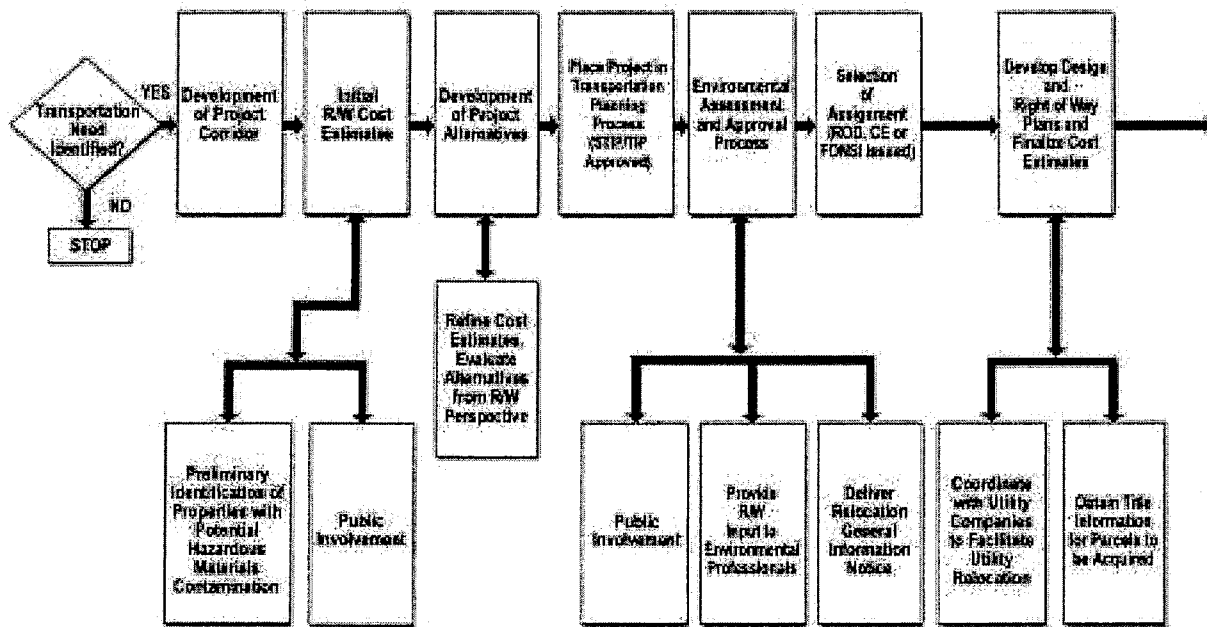 Transportation
Need
Identified?
YES
NO
STOP
Development
of Project
Corridor
Initial
R/W Cost
Estimates
Development
of Project
Alternatives
Place Project in
Transportation
Planning
Process
(STIP/TIP
Approved)
Environmental
Assessment
and Approval
Process
Selection
of
Assignment
(ROD, CE or
FONSI Issued)
Develop Design
and
Right of Way
Plans and
Finalize Cost
Estimates
Preliminary
Identification of
Properties with
Potential
Hazardous
Materials
Contamination
Public
Involvement
Refine Cost
Estimates,
Evaluate
Alternatives
from R/W
Perspective
Public
Involvement
Provide
R/W
Input to
Environmental
Professionals
Deliver
Relocation
General
Information
Notice
Coordinate
with Utility
Companies
to Facilitate
Utility
Relocation
Obtain Title
Information
for Parcels to
be Acquired